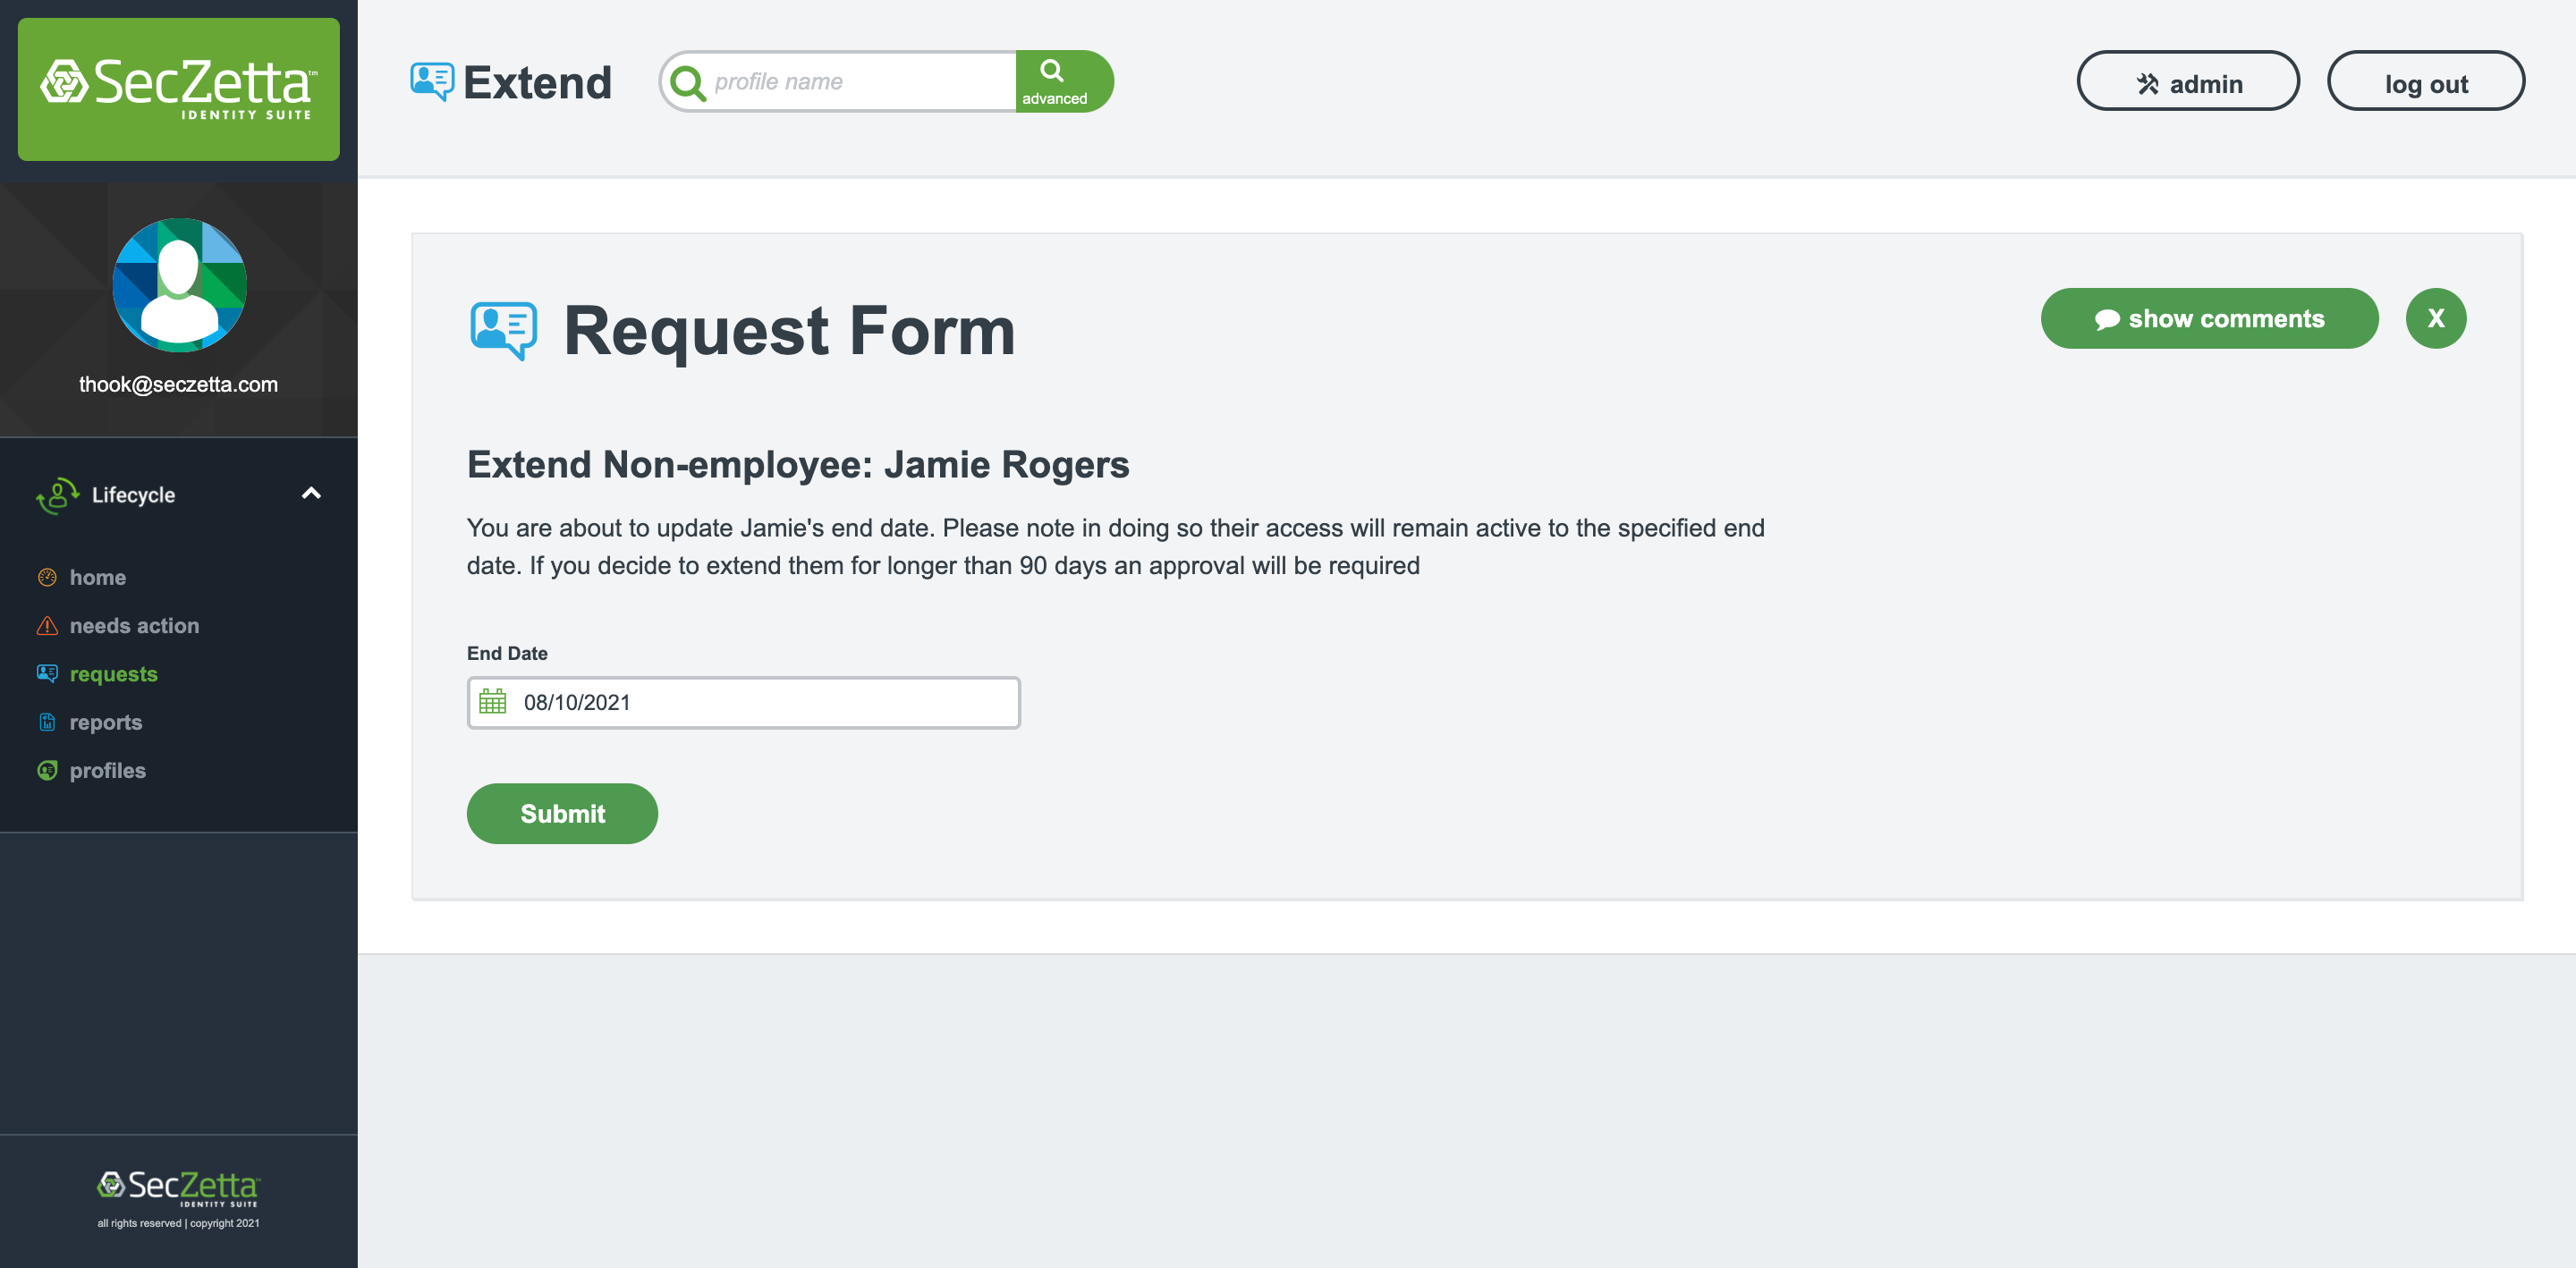 SecZetta™
IDENTITY SUITE
thook@seczetta.com
Lifecycle
home
needs action
requests
reports
profiles
SecZetta™
IDENTITY SUITE
all rights reserved | copyright 2021
Extend
profile name
advanced
admin
log out
Request Form
show comments
X
Extend Non-employee: Jamie Rogers
You are about to update Jamie's end date. Please note in doing so their access will remain active to the specified end
date. If you decide to extend them for longer than 90 days an approval will be required
End Date
08/10/2021
Submit